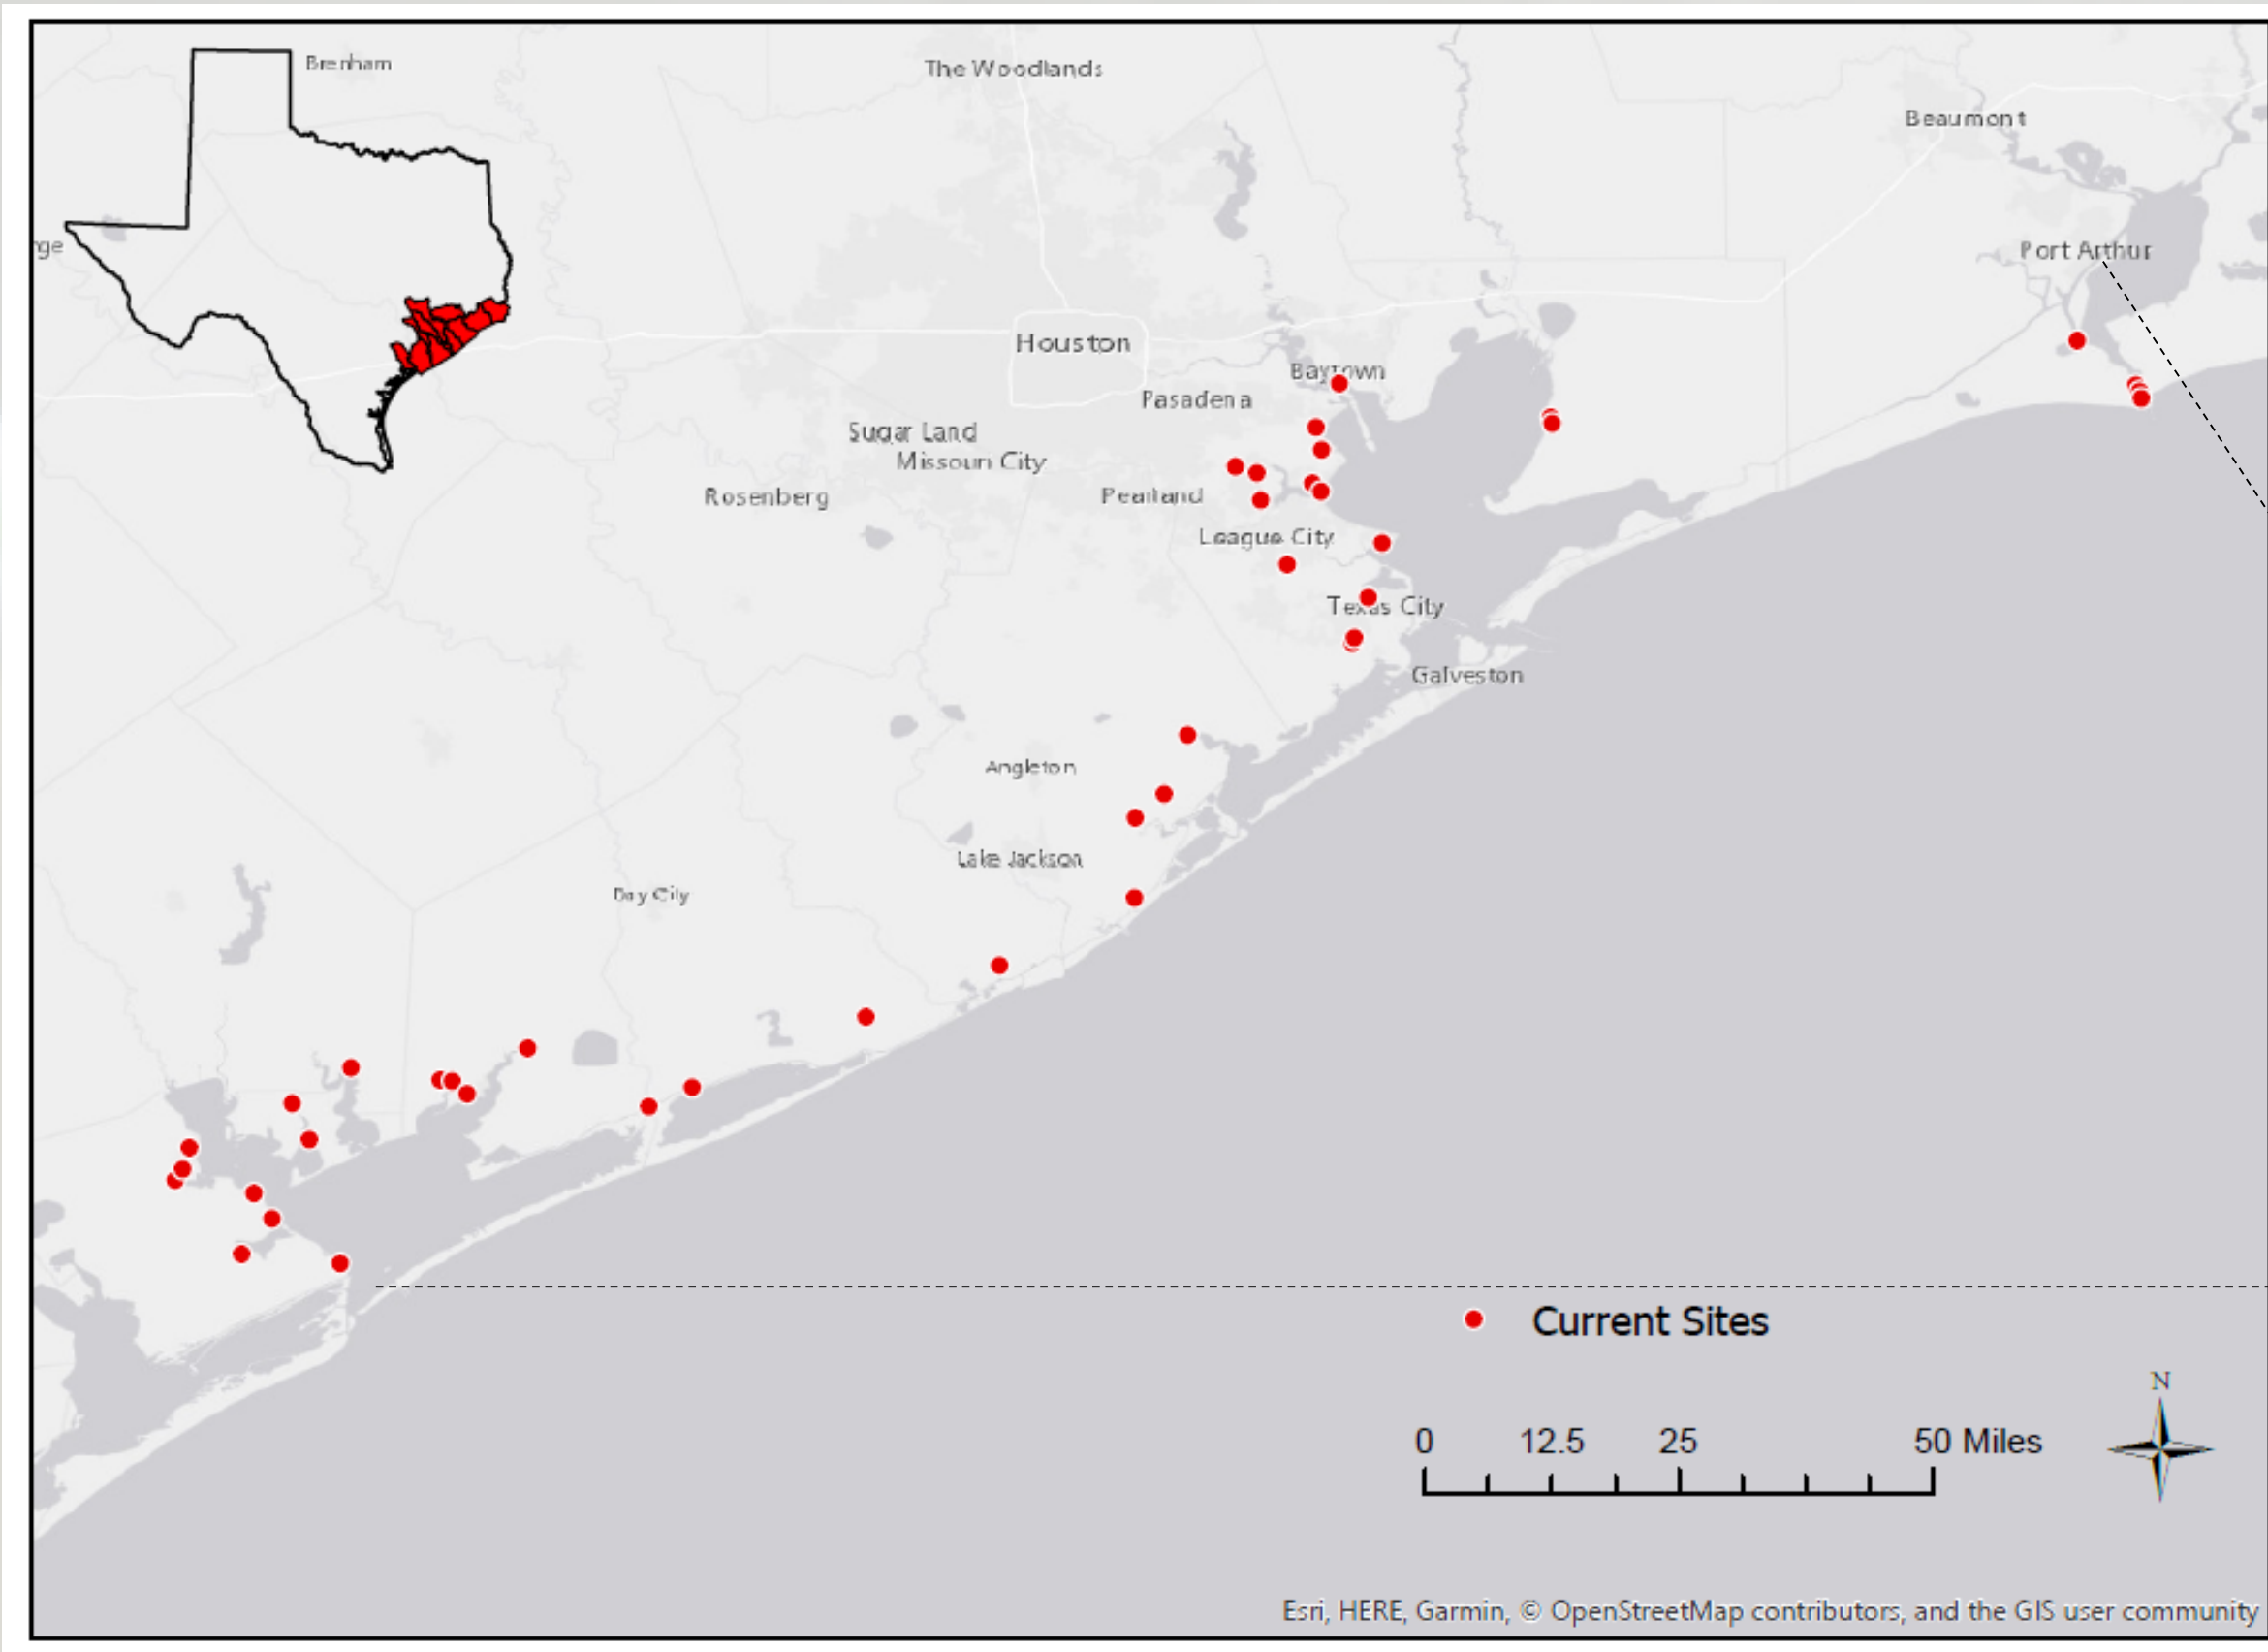 Brenham
The Woodlands
Beaumont
rge
Port Arthur
Houston
Baytown
Pasadena
Sugar Land
Missouri City
Rosenberg
Pearland
League City
Texas City
Galveston
Angleton
Lake Jackson
Bay City
Current Sites
N
0 12.5 25 50 Miles
Esri, HERE, Garmin, © OpenStreetMap contributors, and the GIS user community